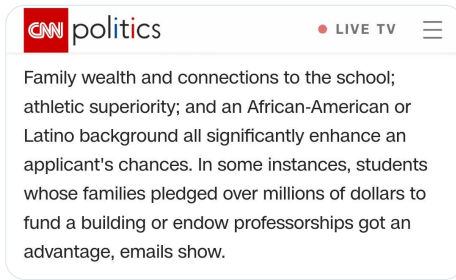 CNN politics LIVE TV
Family wealth and connections to the school;
athletic superiority; and an African-American or
Latino background all significantly enhance an
applicant's chances. In some instances, students
whose families pledged over millions of dollars to
fund a building or endow professorships got an
advantage, emails show.